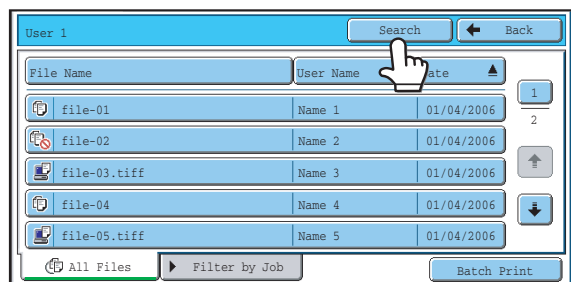 User 1 Search Back
File Name User Name ate
file-01 Name 1 01/04/2006 1
2
file-02 Name 2 01/04/2006
file-03.tiff Name 3 01/04/2006
file-04 Name 4 01/04/2006
file-05.tiff Name 5 01/04/2006
All Files Filter by Job Batch Print